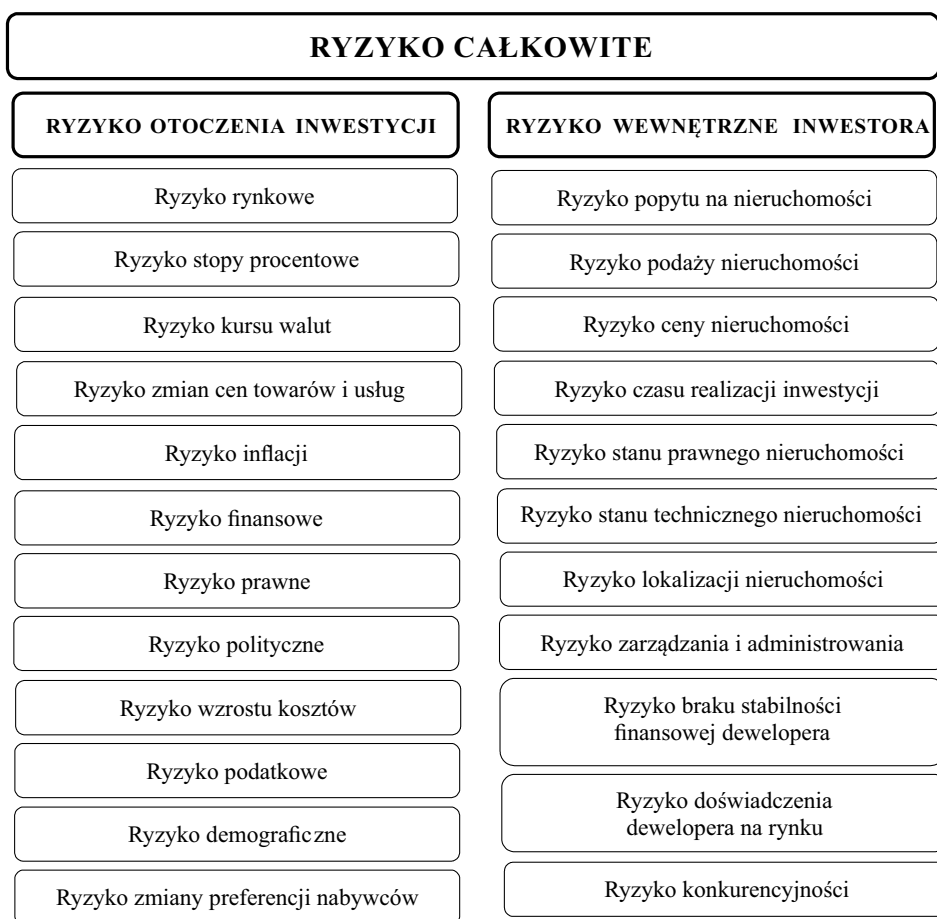 RYZYKO CAŁKOWITE
RYZYKO OTOCZENIA INWESTYCJI
Ryzyko rynkowe
Ryzyko stopy procentowe
Ryzyko kursu walut
Ryzyko zmian cen towarów i usług
Ryzyko inflacji
Ryzyko finansowe
Ryzyko prawne
Ryzyko polityczne
Ryzyko wzrostu kosztów
Ryzyko podatkowe
Ryzyko demograficzne
Ryzyko zmiany preferencji nabywców
RYZYKO WEWNĘTRZNE INWESTORA
Ryzyko popytu na nieruchomości
Ryzyko podaży nieruchomości
Ryzyko ceny nieruchomości
Ryzyko czasu realizacji inwestycji
Ryzyko stanu prawnego nieruchomości
Ryzyko stanu technicznego nieruchomości
Ryzyko lokalizacji nieruchomości
Ryzyko zarządzania i administrowania
Ryzyko braku stabilności
finansowej dewelopera
Ryzyko doświadczenia
dewelopera na rynku
Ryzyko konkurencyjności